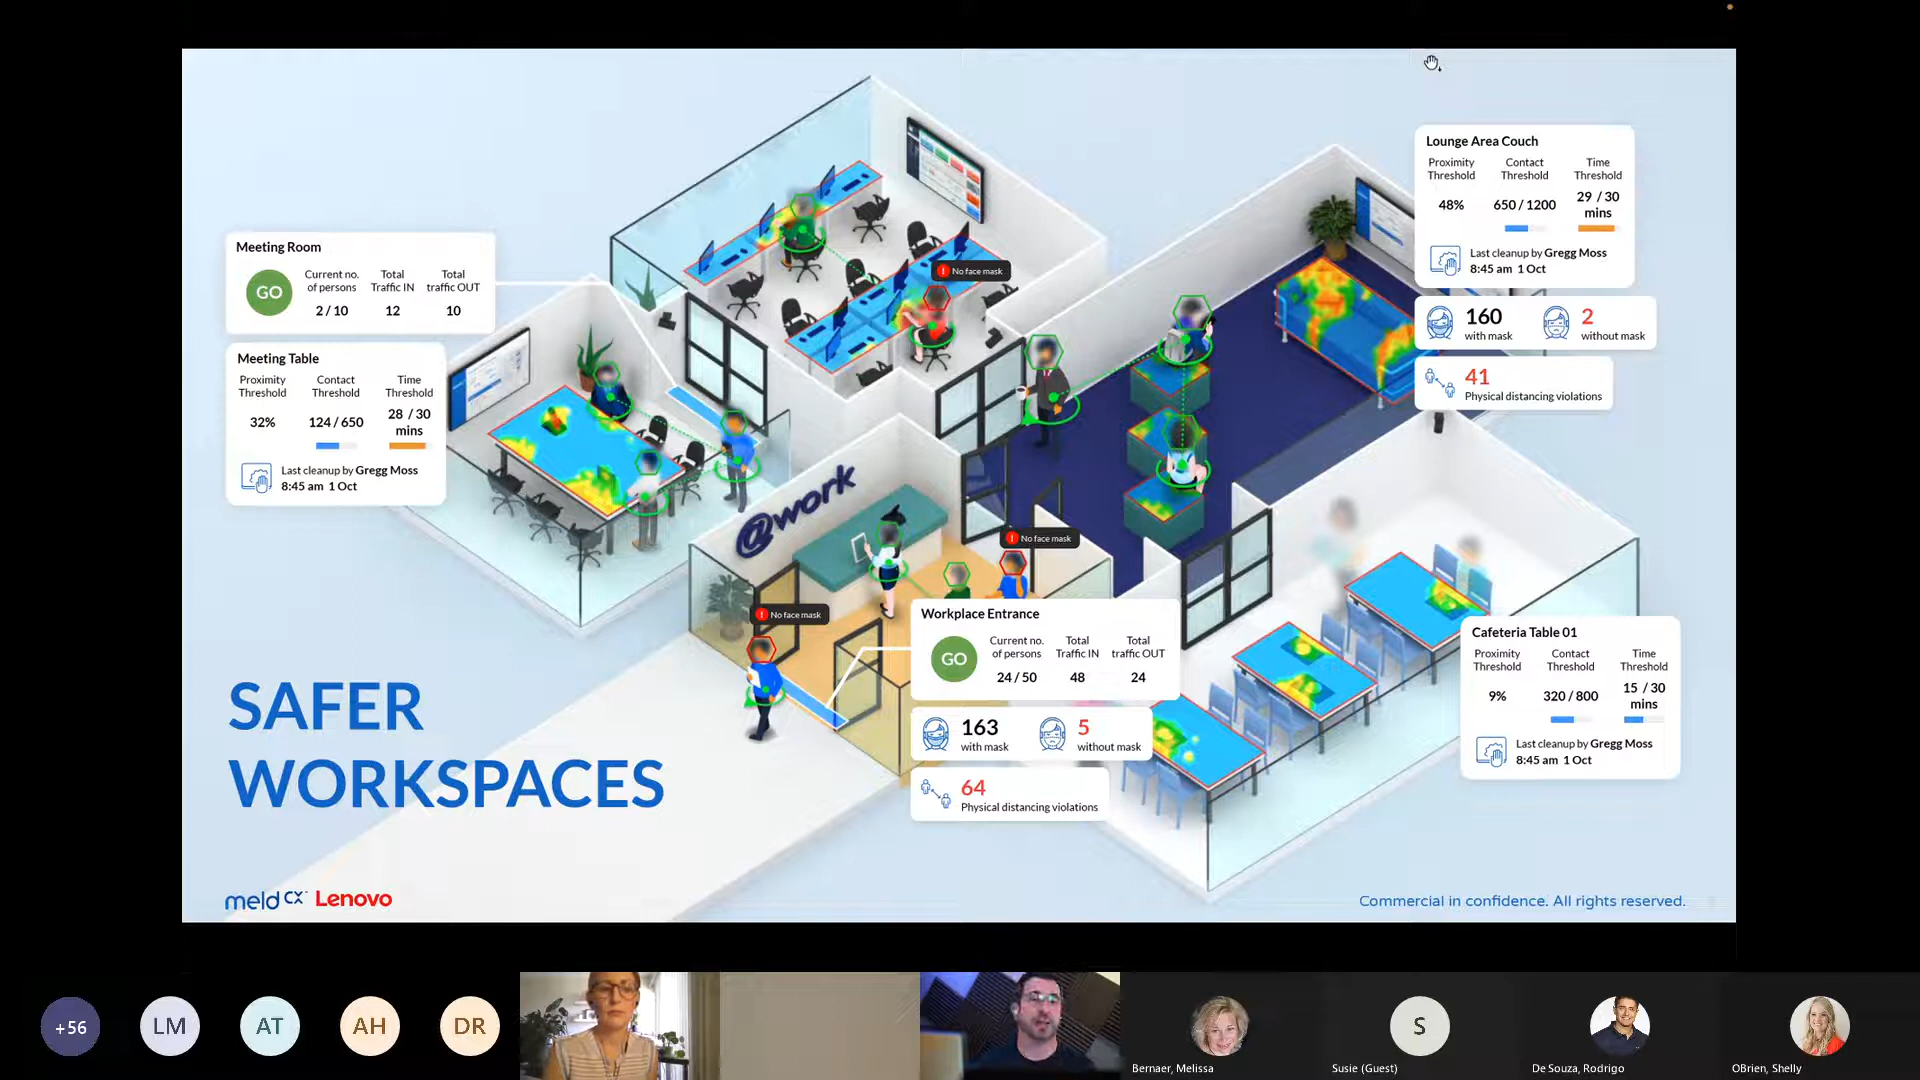 Meeting Room
GO
Current no. of persons
2 / 10
Total Traffic IN
12
Total traffic OUT
10
Meeting Table
Proximity Threshold
32%
Contact Threshold
124 / 650
Time Threshold
28 / 30 mins
Last cleanup by Gregg Moss
8:45 am 1 Oct
No face mask
Lounge Area Couch
Proximity Threshold
48%
Contact Threshold
650 / 1200
Time Threshold
29 / 30 mins
Last cleanup by Gregg Moss
8:45 am 1 Oct
160
with mask
2
without mask
41
Physical distancing violations
@work
No face mask
No face mask
Workplace Entrance
GO
Current no. of persons
24 / 50
Total Traffic IN
48
Total traffic OUT
24
163
with mask
5
without mask
64
Physical distancing violations
Cafeteria Table 01
Proximity Threshold
9%
Contact Threshold
320 / 800
Time Threshold
15 / 30 mins
Last cleanup by Gregg Moss
8:45 am 1 Oct
SAFER
WORKSPACES
meld CX Lenovo
Commercial in confidence. All rights reserved.
+56
LM
AT
AH
DR
S
Bernaer, Melissa
Susie (Guest)
De Souza, Rodrigo
OBrien, Shelly